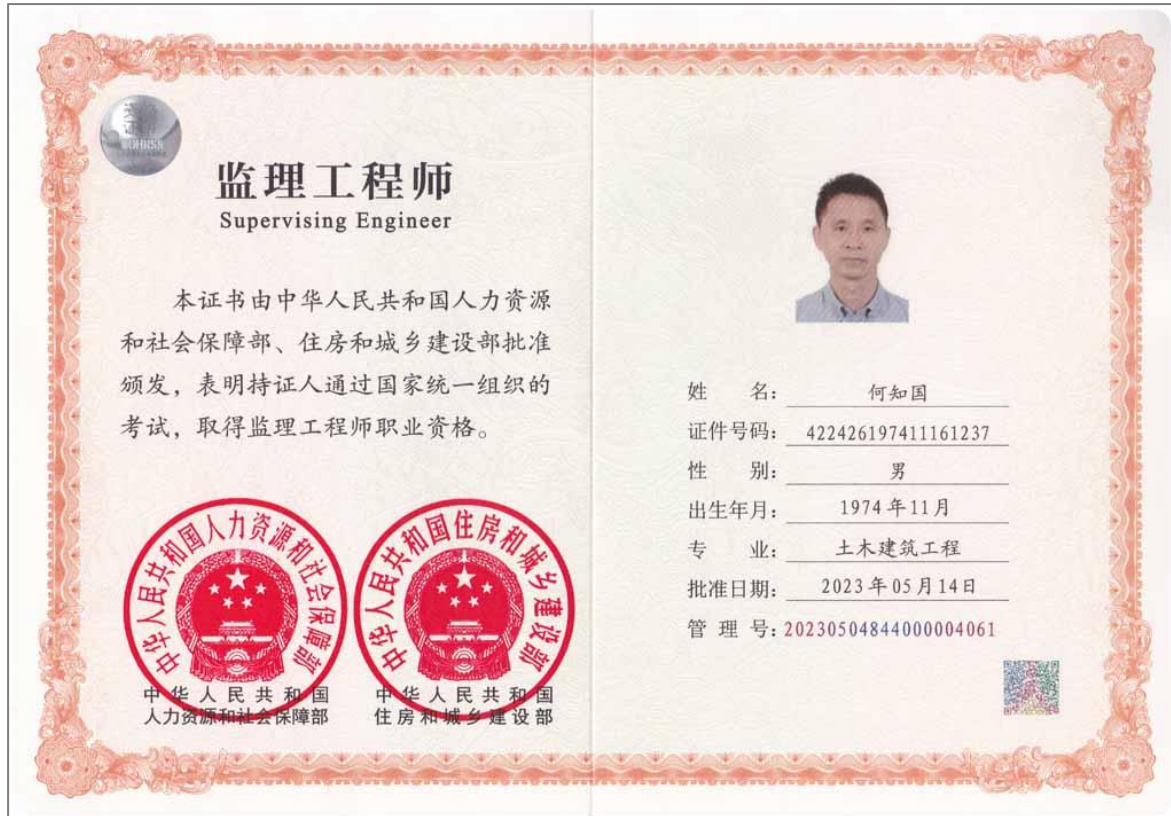 监理工程师
Supervising Engineer
本证书由中华人民共和国人力资源
和社会保障部、住房和城乡建设部批准
颁发，表明持证人通过国家统一组织的
考试，取得监理工程师职业资格。
中华人民共和国人力资源和社会保障部
中华人民共和国
人力资源和社会保障部
中华人民共和国住房和城乡建设部
中华人民共和国
住房和城乡建设部
姓 名：何知国
证件号码：422426197411161237
性 别：男
出生年月：1974年11月
专 业：土木建筑工程
批准日期：2023年05月14日
管 理 号：20230504844000004061